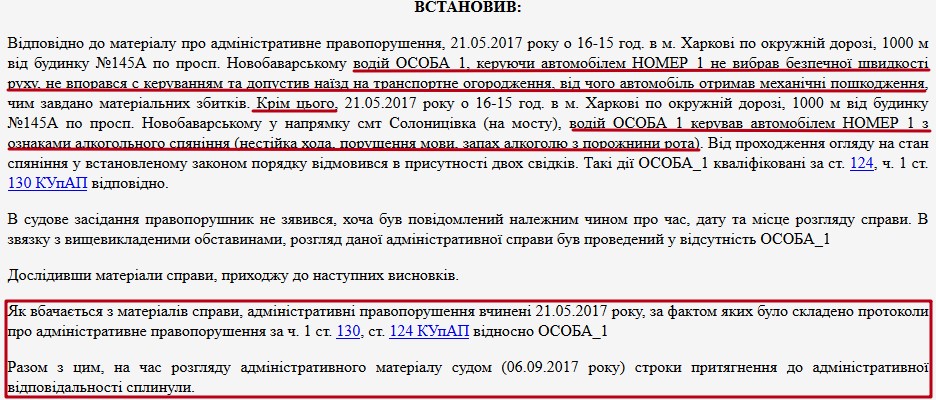 ВСТАНОВИВ:
Відповідно до матеріалу про адміністративне правопорушення, 21.05.2017 року о 16-15 год. в м. Харкові по окружній дорозі, 1000 м
від будинку №145А по просп. Новобаварському водій ОСОБА_1, керуючи автомобілем НОМЕР_1 не вибрав безпечної швидкості
руху, не впорався с керуванням та допустив наїзд на транспортне огородження, від чого автомобіль отримав механічні пошкодження,
чим завдано матеріальних збитків. Крім цього, 21.05.2017 року о 16-15 год. в м. Харкові по окружній дорозі, 1000 м від будинку
№145А по просп. Новобаварському у напрямку смт Солоницівка (на мосту), водій ОСОБА_1 керував автомобілем НОМЕР_1 з
ознаками алкогольного спяніння (нестійка хода, порушення мови, запах алкоголю з порожнини рота). Від проходження огляду на стан
спяніння у встановленому законом порядку відмовився в присутності двох свідків. Такі дії ОСОБА_1 кваліфіковані за ст. 124, ч. 1 ст.
130 КУпАП відповідно.
В судове засідання правопорушник не зявився, хоча був повідомлений належним чином про час, дату та місце розгляду справи. В
звязку з вищевикладеними обставинами, розгляд даної адміністративної справи був проведений у відсутність ОСОБА_1
Дослідивши матеріали справи, приходжу до наступних висновків.
Як вбачається з матеріалів справи, адміністративні правопорушення вчинені 21.05.2017 року, за фактом яких було складено протоколи
про адміністративне правопорушення за ч. 1 ст. 130, ст. 124 КУпАП відносно ОСОБА_1
Разом з цим, на час розгляду адміністративного матеріалу судом (06.09.2017 року) строки притягнення до адміністративної
відповідальності сплинули.